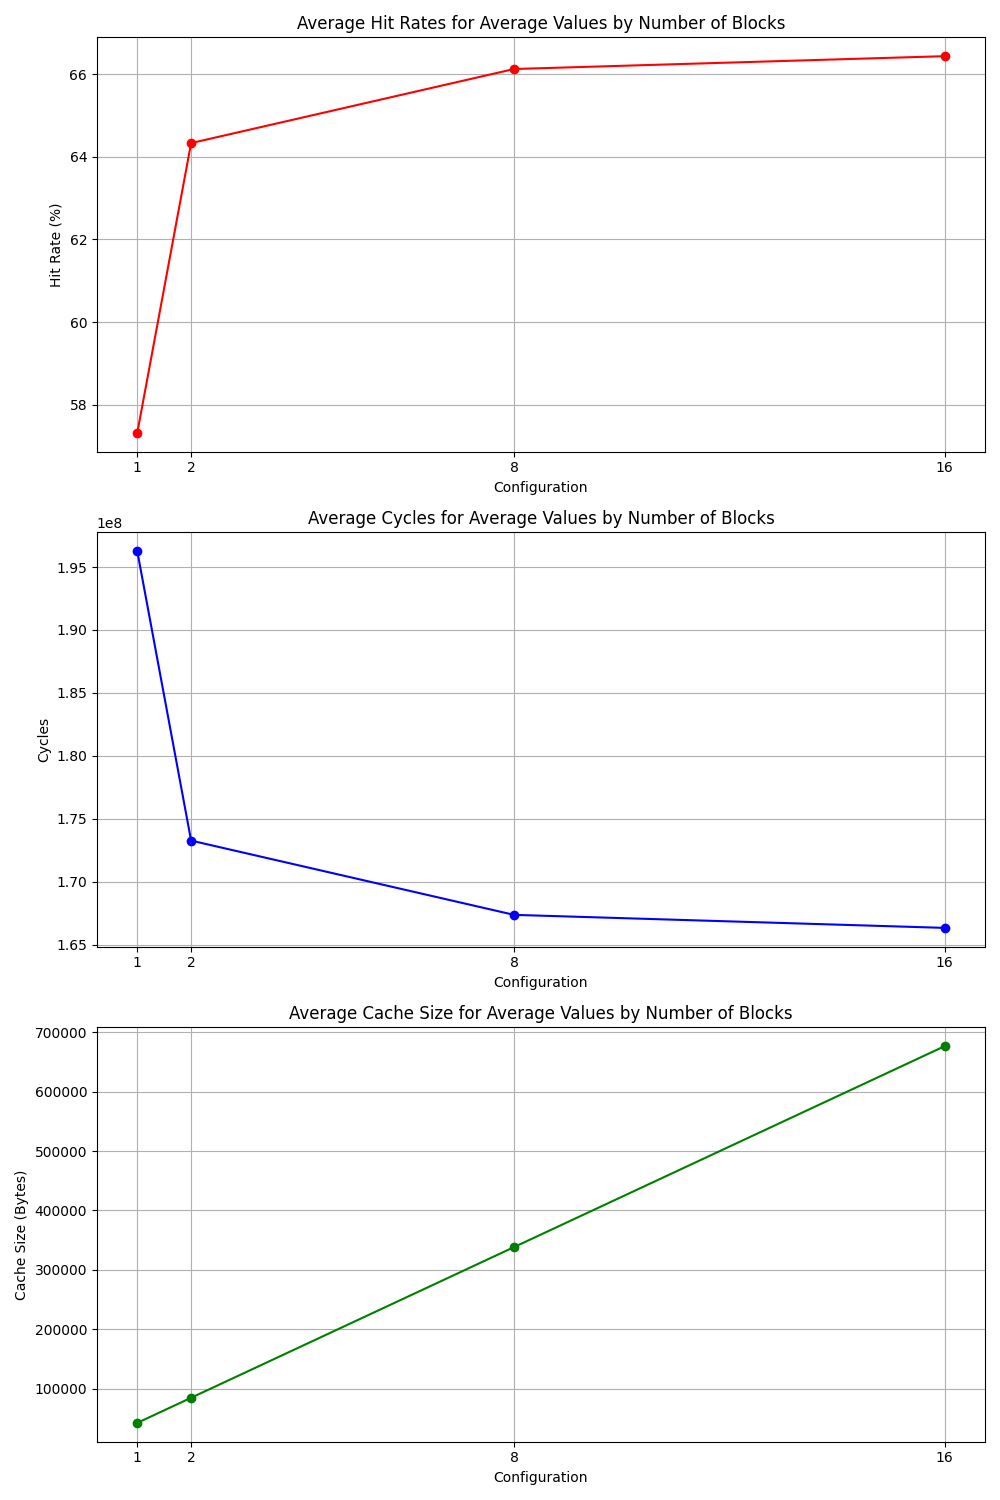 Average Hit Rates for Average Values by Number of Blocks
66
64
62
60
58
Hit Rate (%)
1 2 8 16
Configuration
Average Cycles for Average Values by Number of Blocks
1e8
1.95
1.90
1.85
1.80
1.75
1.70
1.65
Cycles
1 2 8 16
Configuration
Average Cache Size for Average Values by Number of Blocks
700000
600000
500000
400000
300000
200000
100000
Cache Size (Bytes)
1 2 8 16
Configuration